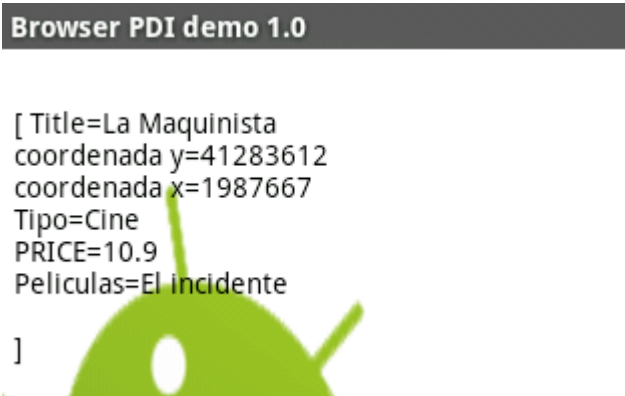 Browser PDI demo 1.0
[ Title=La Maquinista
coordenada y=41283612
coordenada x=1987667
Tipo=Cine
PRICE=10.9
Peliculas=El incidente
]